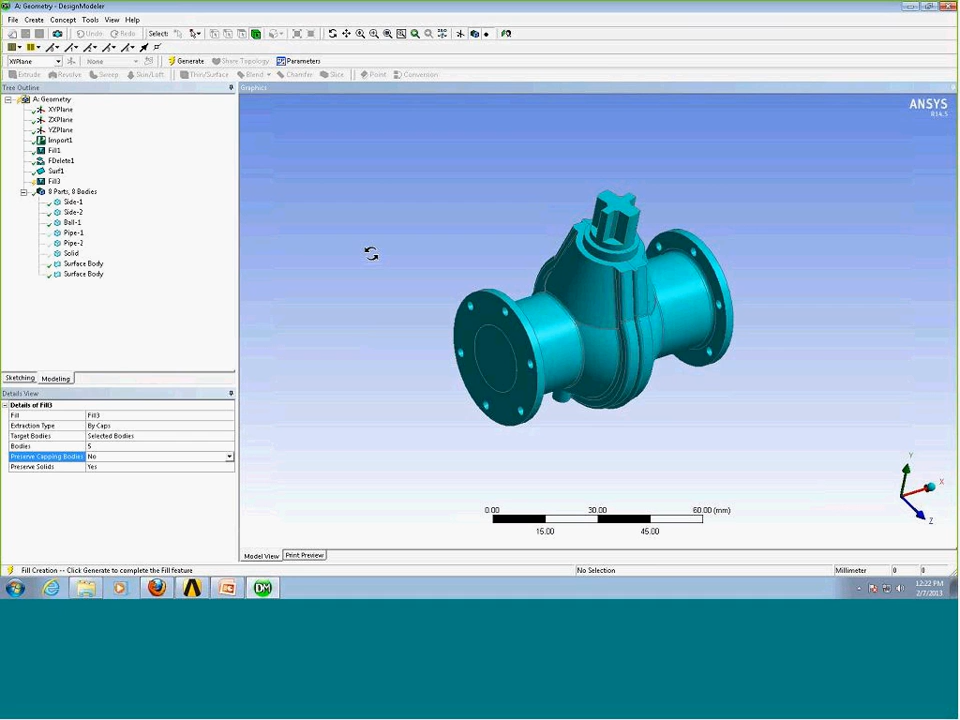 A: Geometry - DesignModeler
File Create Concept Tools View Help
Undo Redo Select:
XYPlane None Generate Share Topology Parameters
Extrude Revolve Sweep Skin/Loft Thin/Surface Blend Chamfer Slice Point Conversion
Tree Outline
Graphics
A: Geometry
XYPlane
ZXPlane
YZPlane
Import1
Fill1
FDelete1
Surf1
Fill3
8 Parts, 8 Bodies
Side-1
Side-2
Ball-1
Pipe-1
Pipe-2
Solid
Surface Body
Surface Body
Sketching Modeling
Details View
Details of Fill3
Fill Fill3
Extraction Type By Caps
Target Bodies Selected Bodies
Bodies 5
Preserve Capping Bodies No
Preserve Solids Yes
ANSYS
R14.5
Y
X
Z
0.00 30.00 60.00 (mm)
15.00 45.00
Model View Print Preview
Fill Creation -- Click Generate to complete the Fill feature No Selection Millimeter 0 0
DM
12:22 PM
2/7/2013